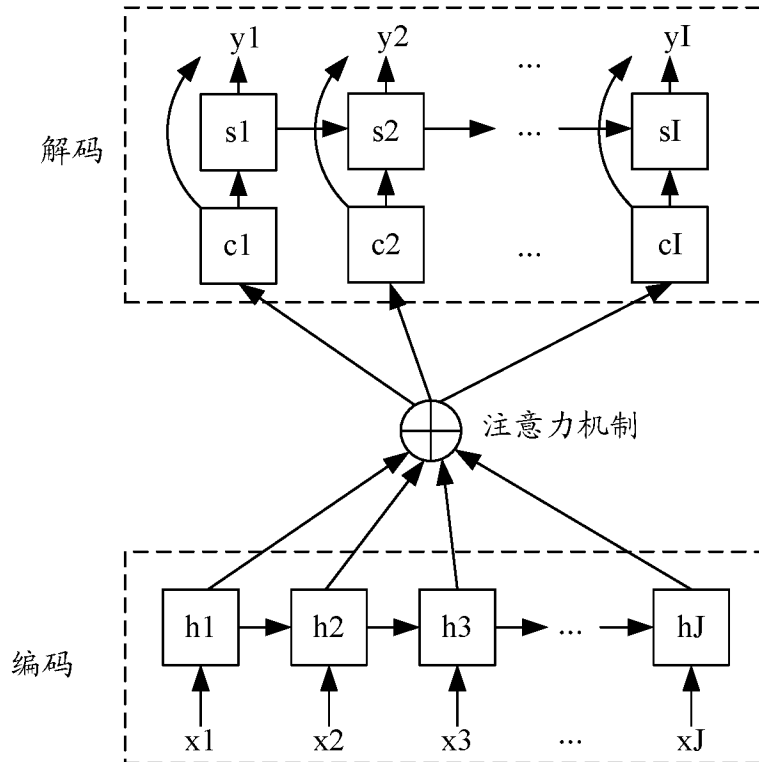 y1 y2 ... yI
s1 s2 ... sI
解码
c1 c2 ... cI
注意力机制
h1 h2 h3 ... hJ
编码
x1 x2 x3 ... xJ